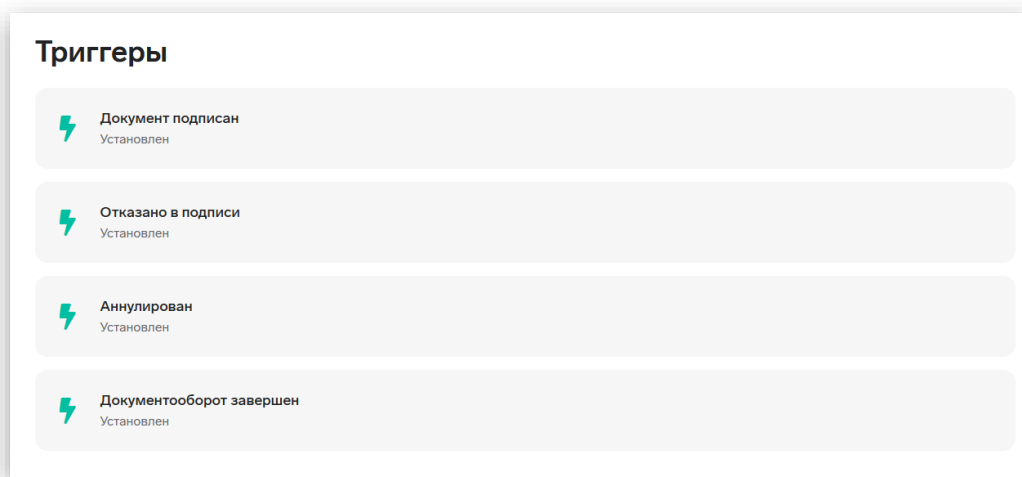 Триггеры
Документ подписан
Установлен
Отказано в подписи
Установлен
Аннулирован
Установлен
Документооборот завершен
Установлен